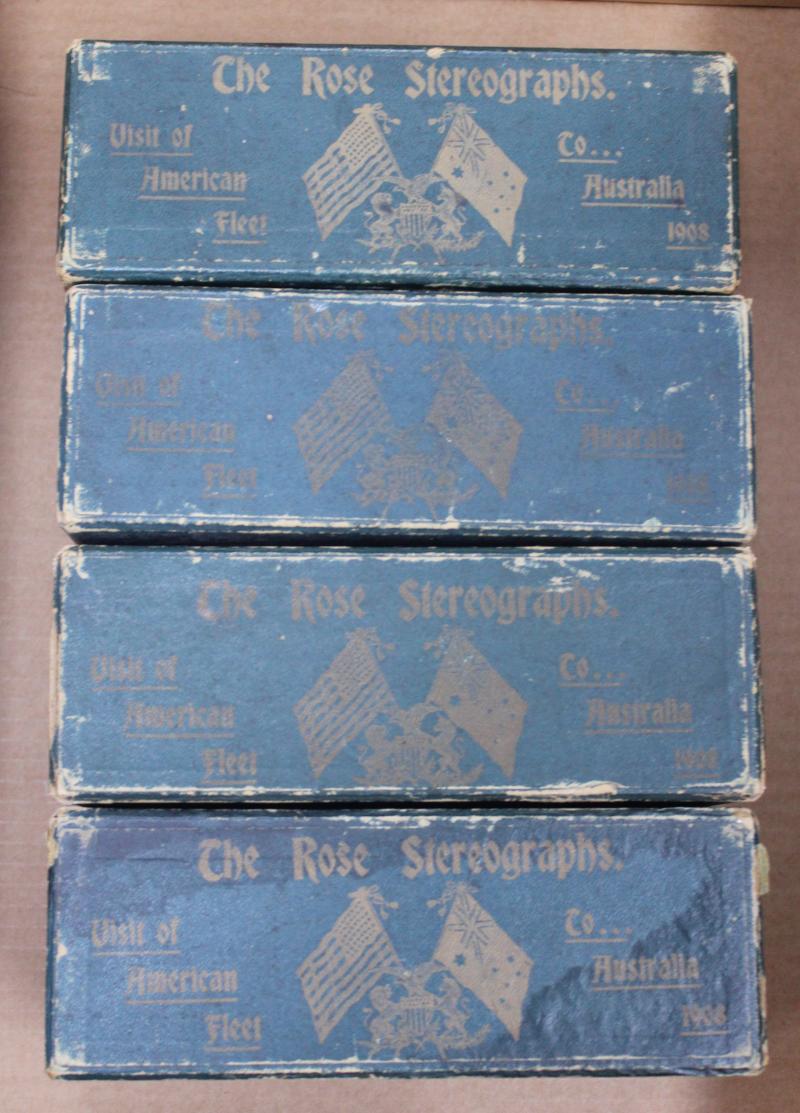 The Rose Stereographs.
Visit of
To...
American
Australia
Fleet
1908
The Rose Stereographs.
Visit of
To...
American
Australia
Fleet
1908
The Rose Stereographs.
Visit of
To...
American
Australia
Fleet
1908
The Rose Stereographs.
Visit of
To...
American
Australia
Fleet
1908